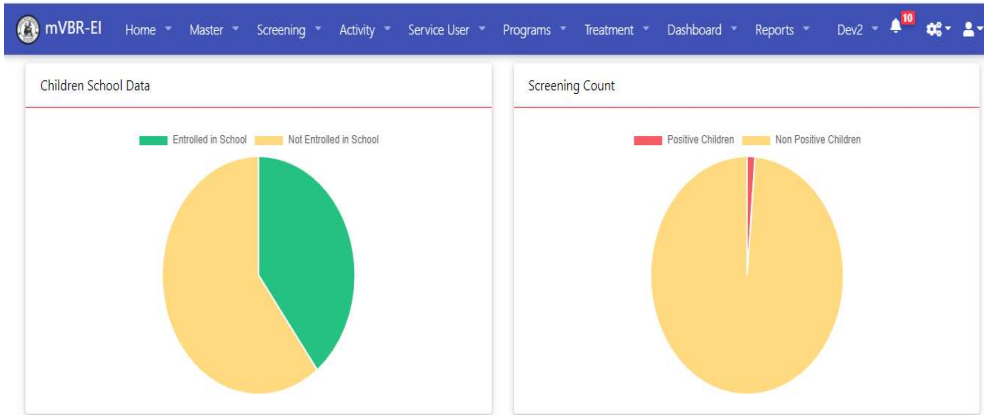 mVBR-EI Home Master Screening Activity Service User Programs Treatment Dashboard Reports Dev2 10
Children School Data
Screening Count
Entrolled in School Not Entrolled in School
Positive Children Non Positive Children